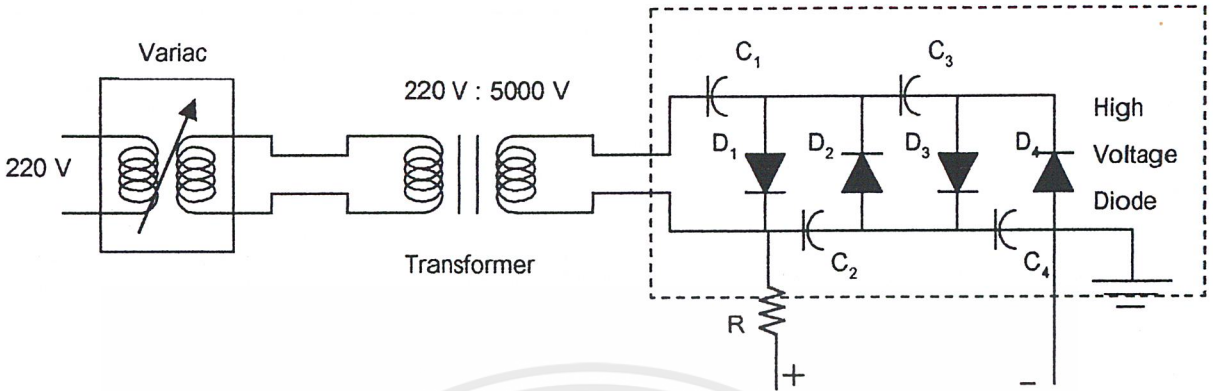 Variac
220 V
220 V : 5000 V
Transformer
C1
C3
D1
D2
D3
D4
High
Voltage
Diode
C2
C4
R
+
-